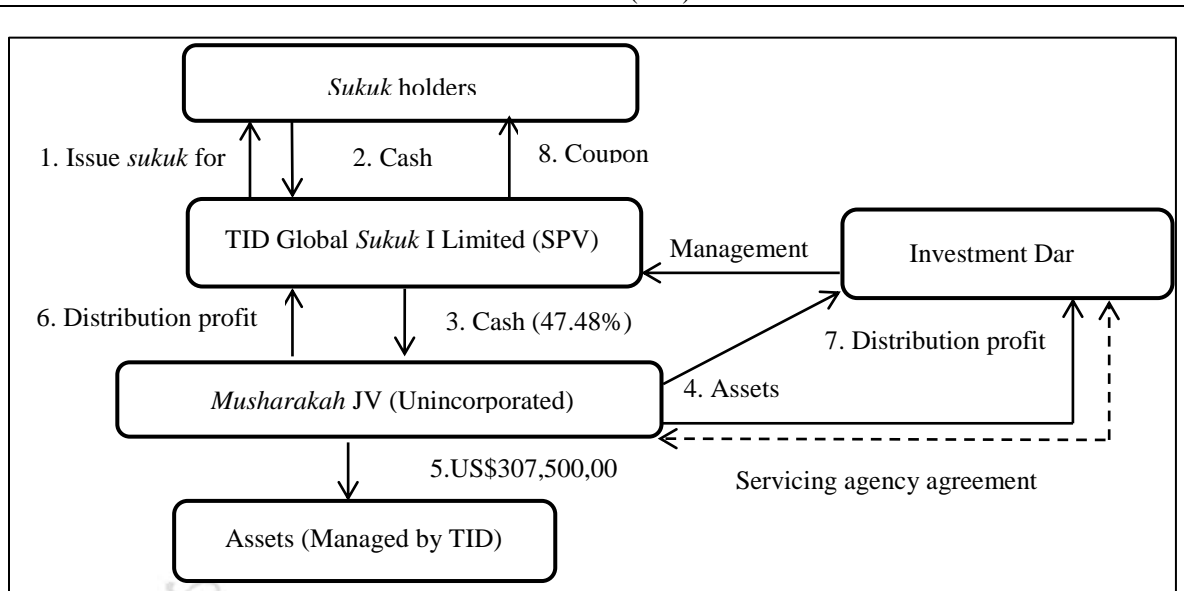 Sukuk holders
1. Issue sukuk for
2. Cash
8. Coupon
TID Global Sukuk I Limited (SPV)
Management
Investment Dar
6. Distribution profit
3. Cash (47.48%)
7. Distribution profit
4. Assets
Musharakah JV (Unincorporated)
5.US$307,500,00
Servicing agency agreement
Assets (Managed by TID)